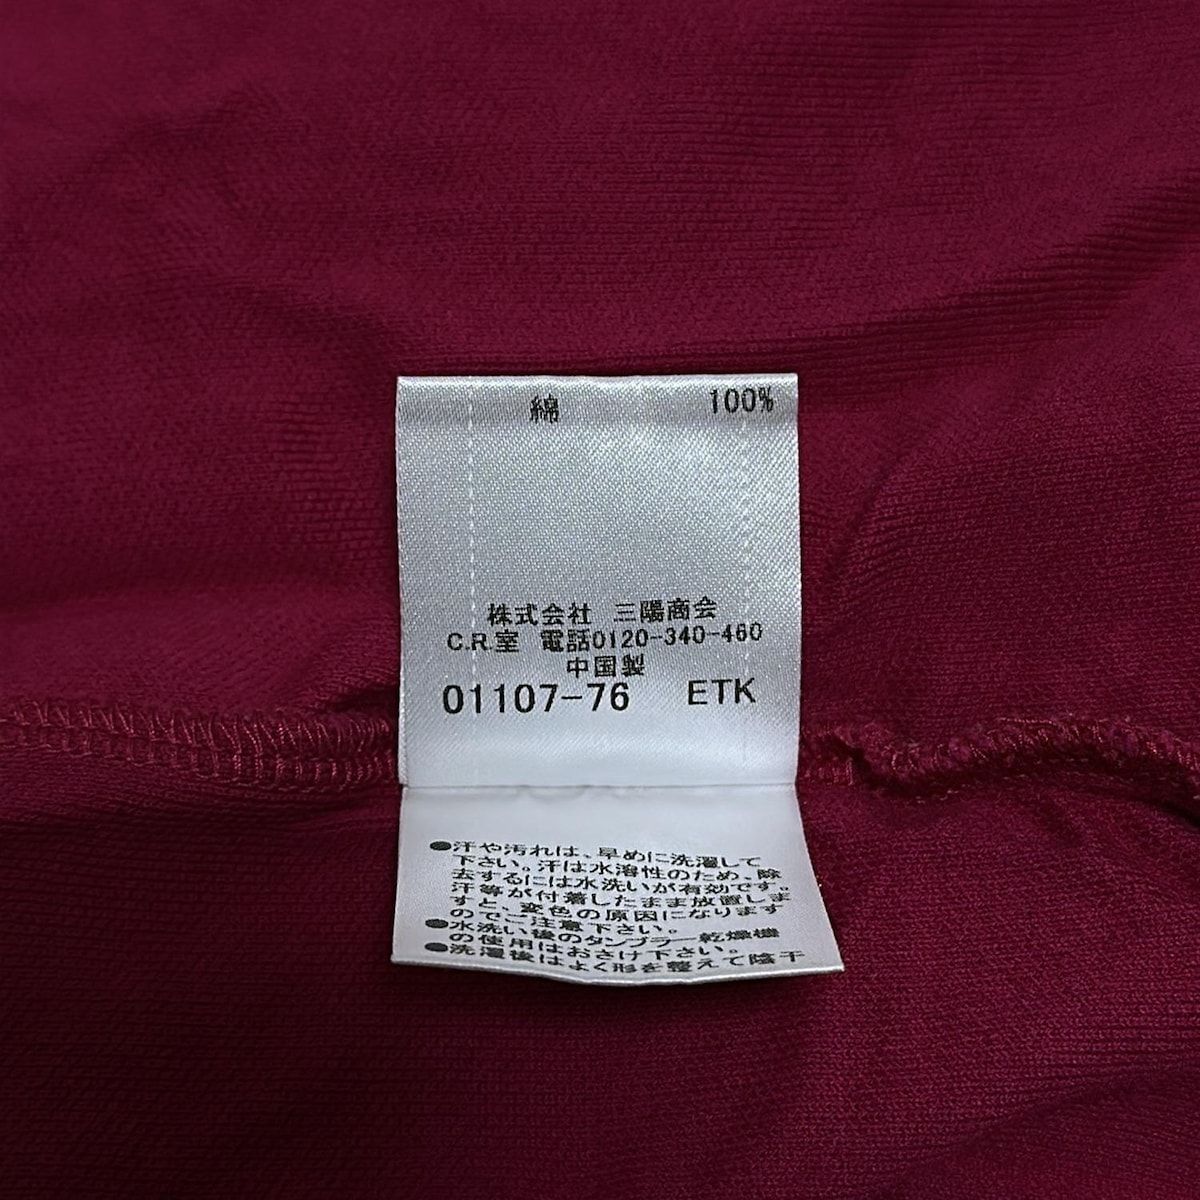 綿 100%
株式会社 三陽商会
C.R.室 電話0120-340-460
中国製
01107-76 ETK
●汗や汚れは、早めに洗濯して
下さい。汗は水溶性のため、除
去するには水洗いが有効です。
汗等が付着したまま放置しま
すと、変色の原因になります
のでご注意下さい。
●水洗い後のタンブラー乾燥機
の使用はおさけ下さい。
●洗濯後はよく形を整えて陰干